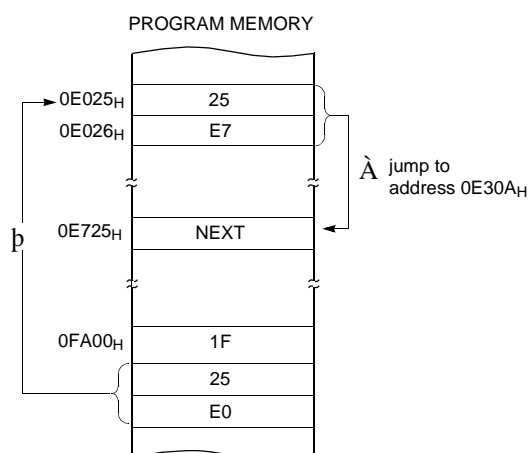 PROGRAM MEMORY
0E025H 25
0E026H E7
À jump to
address 0E30AH
0E725H NEXT
þ
0FA00H 1F
25
E0